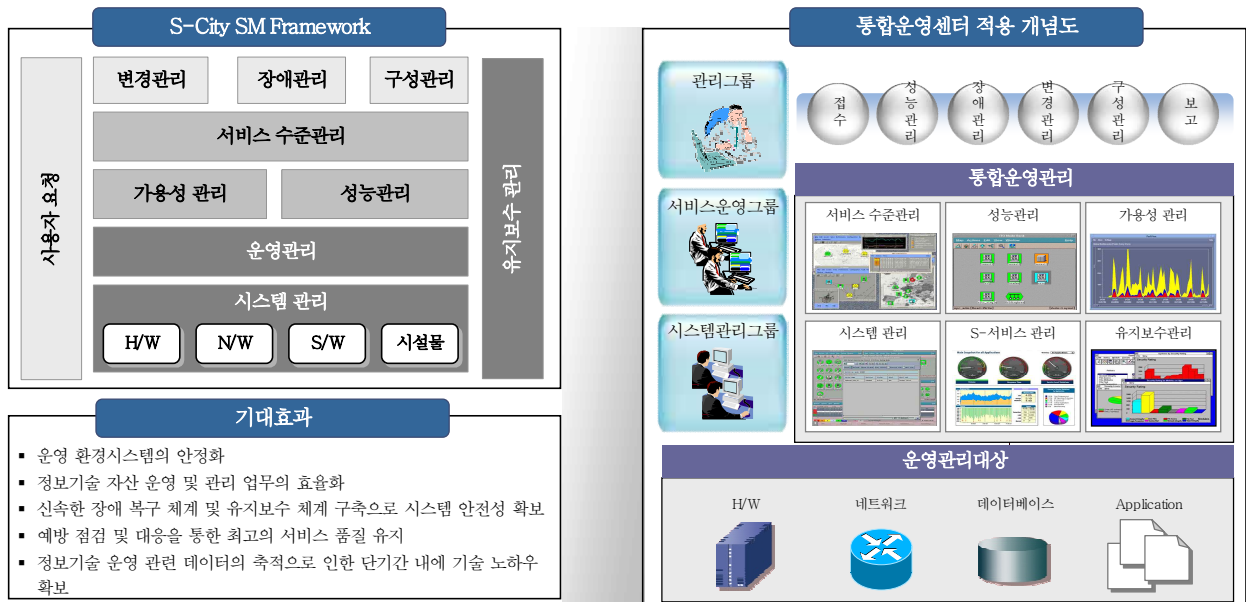 S-City SM Framework
사용자 요청
변경관리
장애관리
구성관리
서비스 수준관리
가용성 관리
성능관리
운영관리
시스템 관리
H/W
N/W
S/W
시설물
유지보수 관리
기대효과
▪ 운영 환경시스템의 안정화
▪ 정보기술 자산 운영 및 관리 업무의 효율화
▪ 신속한 장애 복구 체계 및 유지보수 체계 구축으로 시스템 안전성 확보
▪ 예방 점검 및 대응을 통한 최고의 서비스 품질 유지
▪ 정보기술 운영 관련 데이터의 축적으로 인한 단기간 내에 기술 노하우
확보
통합운영센터 적용 개념도
관리그룹
서비스운영그룹
시스템관리그룹
접수
성능관리
장애관리
변경관리
구성관리
보고
통합운영관리
서비스 수준관리
성능관리
가용성 관리
시스템 관리
S-서비스 관리
유지보수관리
운영관리대상
H/W
네트워크
데이터베이스
Application